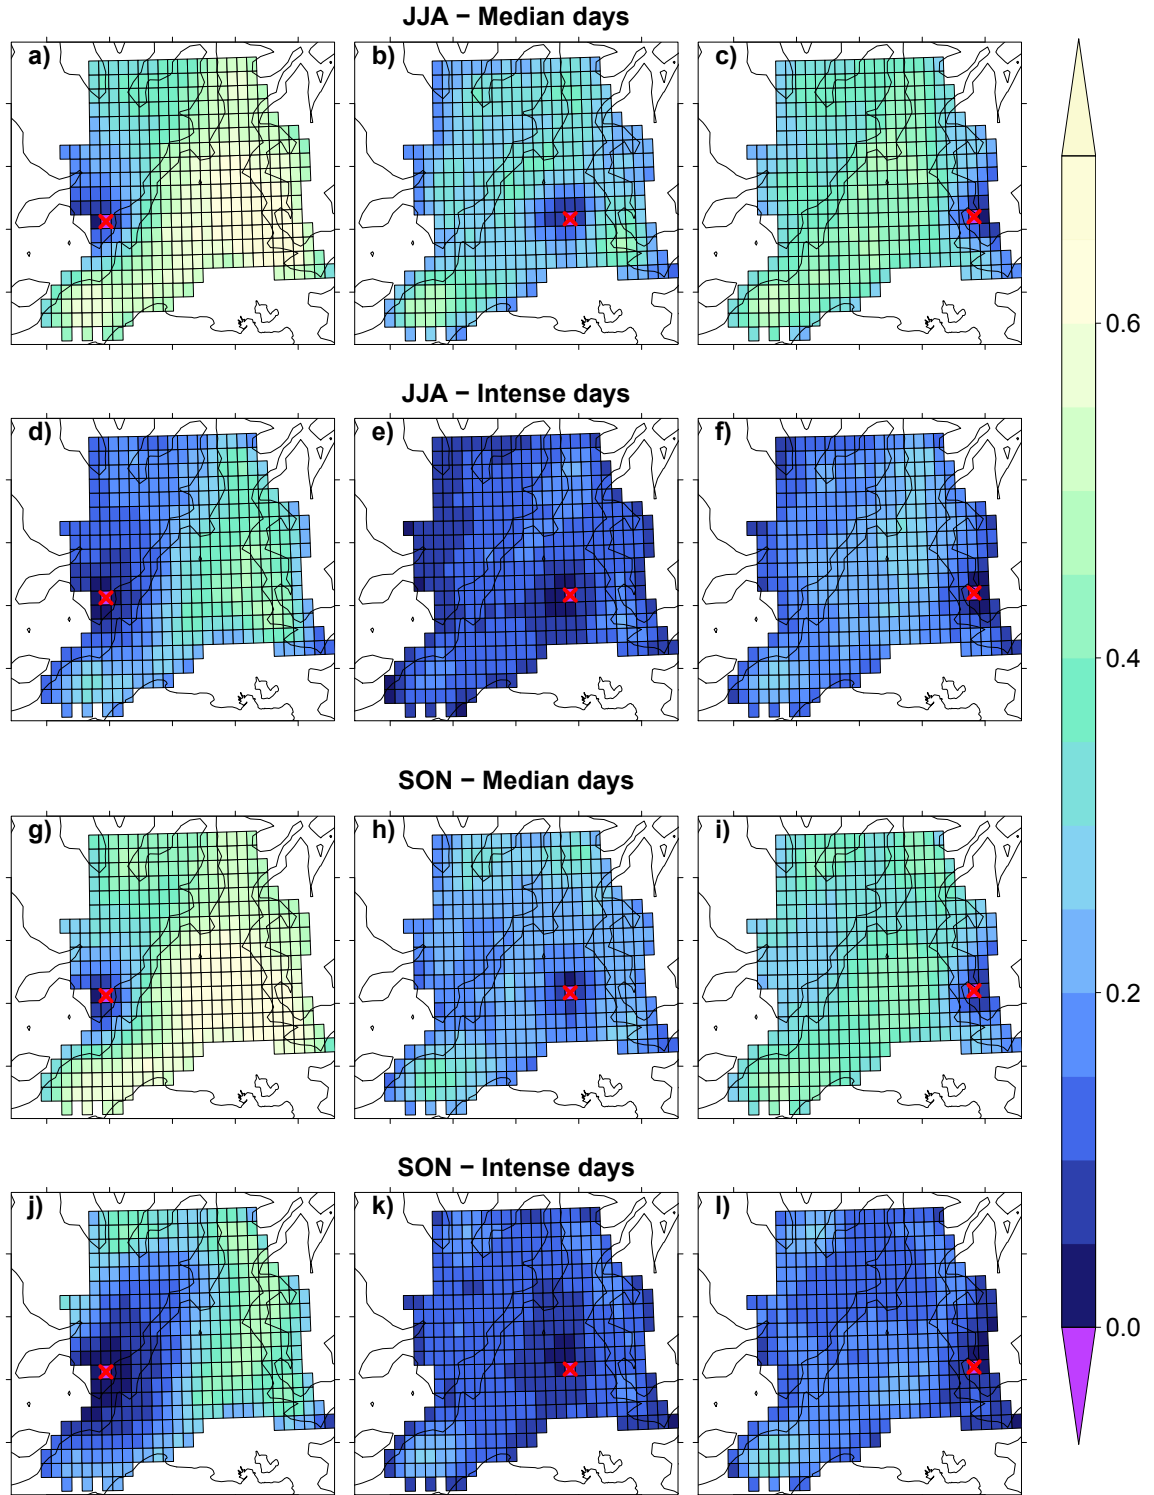 JJA − Median days
a)
b)
c)
0.6
JJA − Intense days
d)
e)
f)
0.4
SON − Median days
g)
h)
i)
0.2
SON − Intense days
j)
k)
l)
0.0